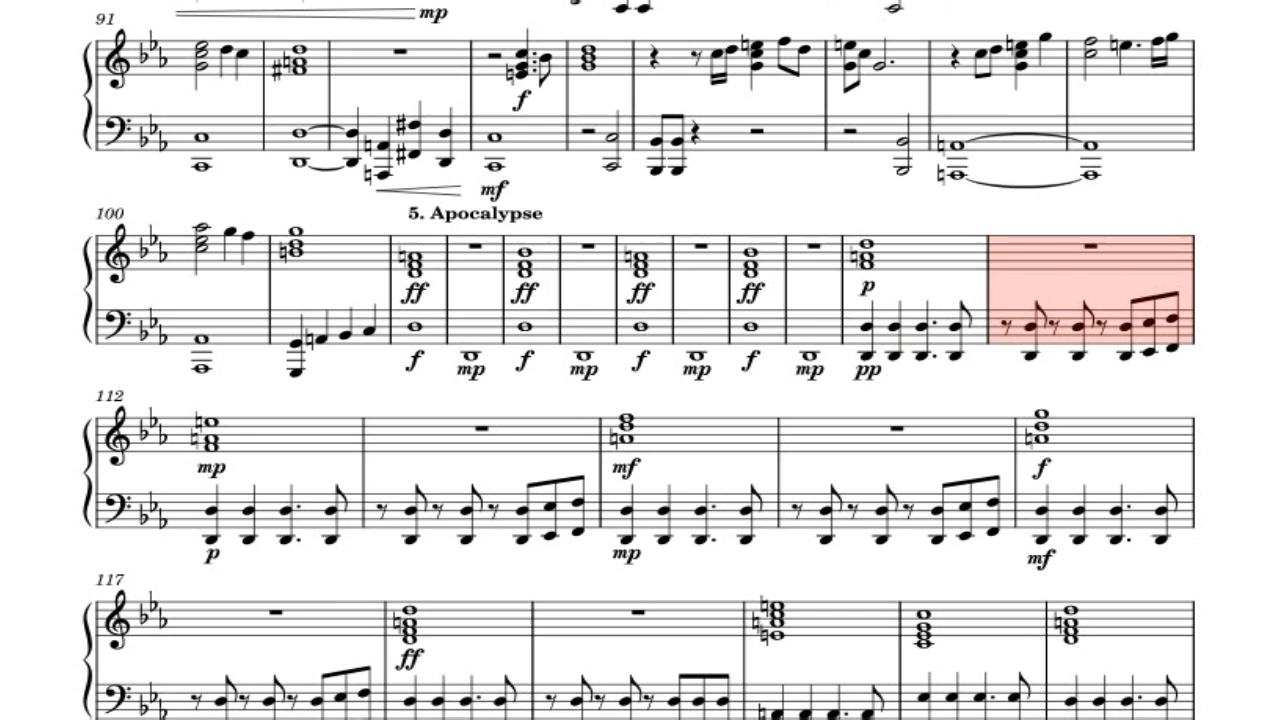 mp
91
f
mf
5. Apocalypse
100
ff ff ff ff p
f mp f mp f mp f mp pp
112
mp mf f
p mp mf
117
ff